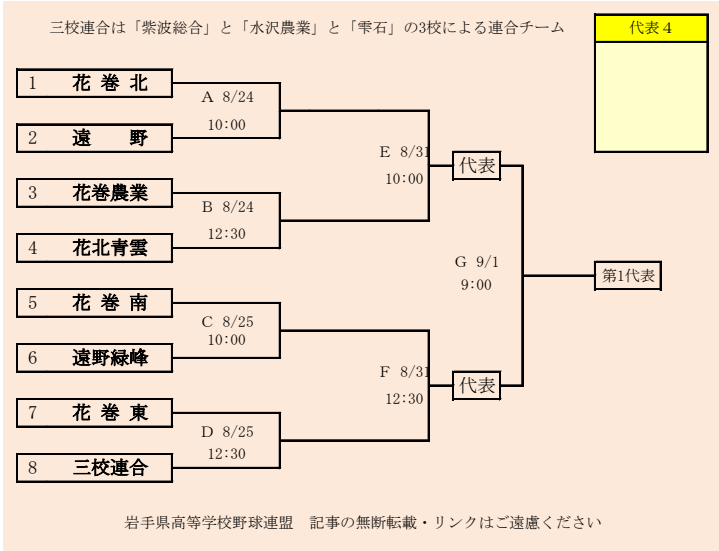 三校連合は「紫波総合」と「水沢農業」と「雫石」の3校による連合チーム
代表４
1 花 巻 北
A 8/24
10:00
2 遠 野
E 8/31
10:00
代表
3 花巻農業
B 8/24
12:30
4 花北青雲
G 9/1
9:00
第1代表
5 花 巻 南
C 8/25
10:00
6 遠野緑峰
F 8/31
12:30
代表
7 花 巻 東
D 8/25
12:30
8 三校連合
岩手県高等学校野球連盟　記事の無断転載・リンクはご遠慮ください